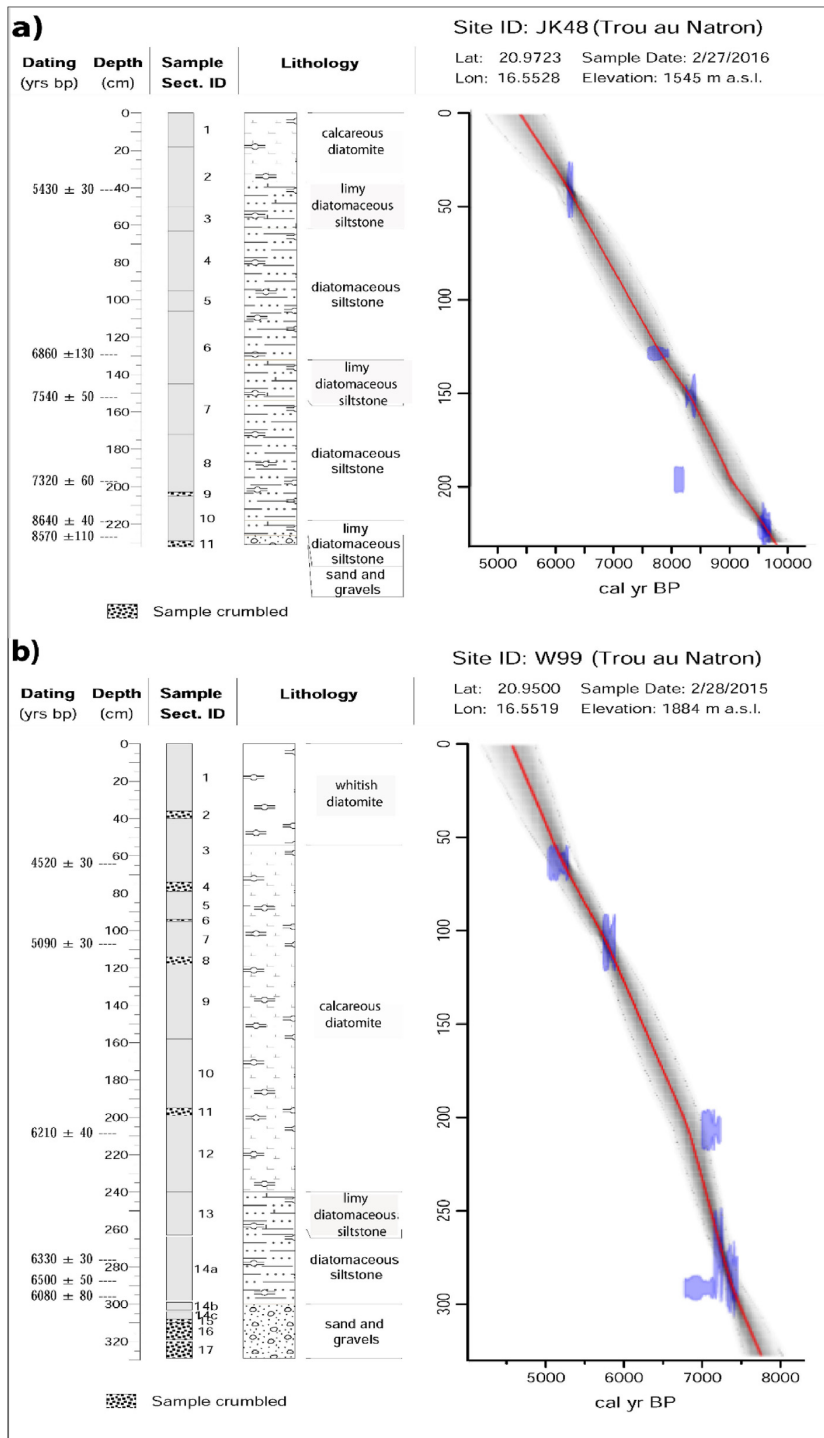 a)
Site ID: JK48 (Trou au Natron)
Lat: 20.9723 Sample Date: 2/27/2016
Lon: 16.5528 Elevation: 1545 m a.s.l.
Dating Depth Sample Lithology
(yrs bp) (cm) Sect. ID
0
20
40
60
80
100
120
140
160
180
200
220
5430 ± 30
6860 ±130
7540 ± 50
7320 ± 60
8640 ± 40
8570 ±110
1
2
3
4
5
6
7
8
9
10
11
calcareous
diatomite
limy
diatomaceous
siltstone
diatomaceous
siltstone
limy
diatomaceous
siltstone
diatomaceous
siltstone
limy
diatomaceous
siltstone
sand and
gravels
Sample crumbled
0
50
100
150
200
5000 6000 7000 8000 9000 10000
cal yr BP
b)
Site ID: W99 (Trou au Natron)
Lat: 20.9500 Sample Date: 2/28/2015
Lon: 16.5519 Elevation: 1884 m a.s.l.
Dating Depth Sample Lithology
(yrs bp) (cm) Sect. ID
0
20
40
60
80
100
120
140
160
180
200
220
240
260
280
300
320
4520 ± 30
5090 ± 30
6210 ± 40
6330 ± 30
6500 ± 50
6080 ± 80
1
2
3
4
5
6
7
8
9
10
11
12
13
14a
14b
14c
15
16
17
whitish
diatomite
calcareous
diatomite
limy
diatomaceous.
siltstone
diatomaceous
siltstone
sand and
gravels
Sample crumbled
0
50
100
150
200
250
300
5000 6000 7000 8000
cal yr BP